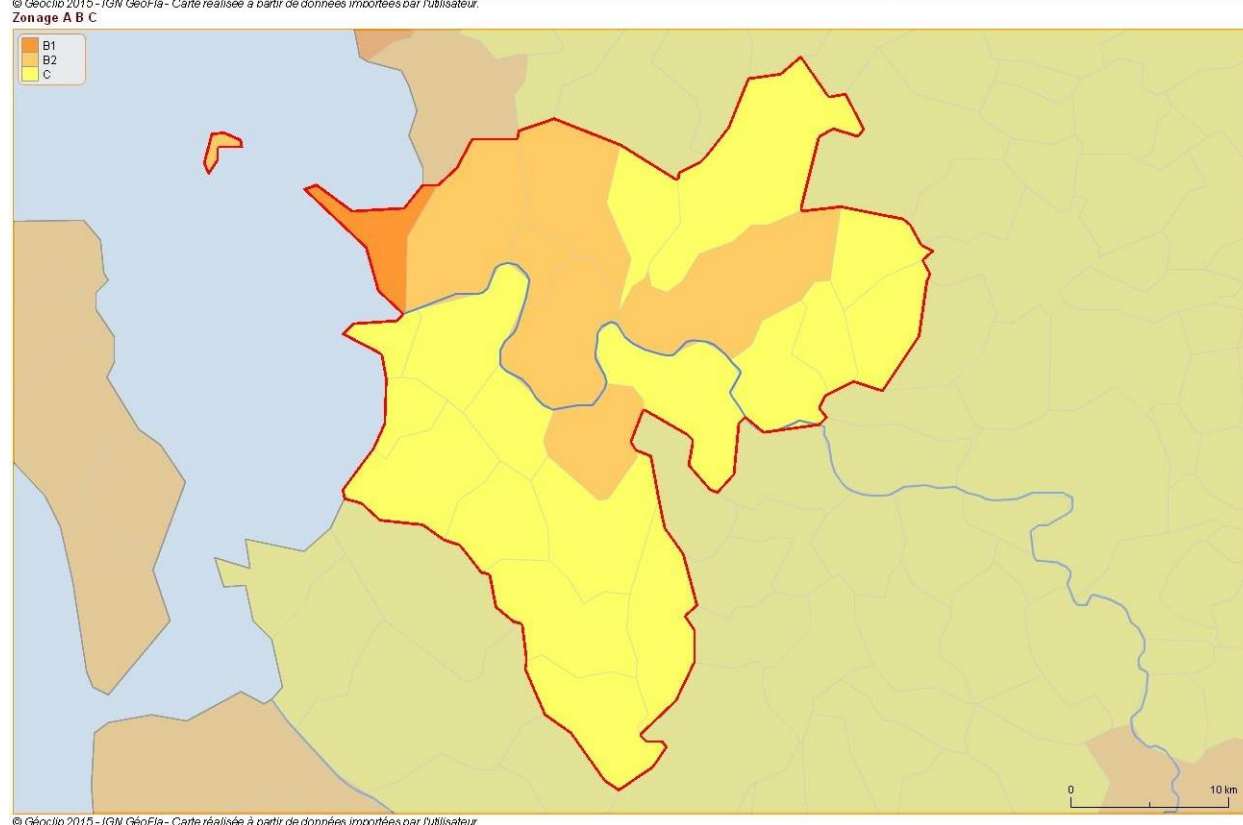 © Géoclip 2015 - IGN GéoFla - Carte réalisée à partir de données importées par l'utilisateur.
Zonage A B C
B1
B2
C
0
10 km
© Géoclip 2015 - IGN GéoFla - Carte réalisée à partir de données importées par l'utilisateur.